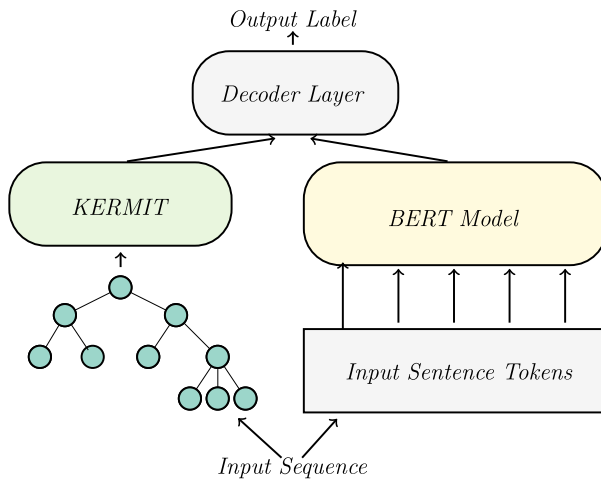 Output Label
Decoder Layer
KERMIT
BERT Model
Input Sentence Tokens
Input Sequence